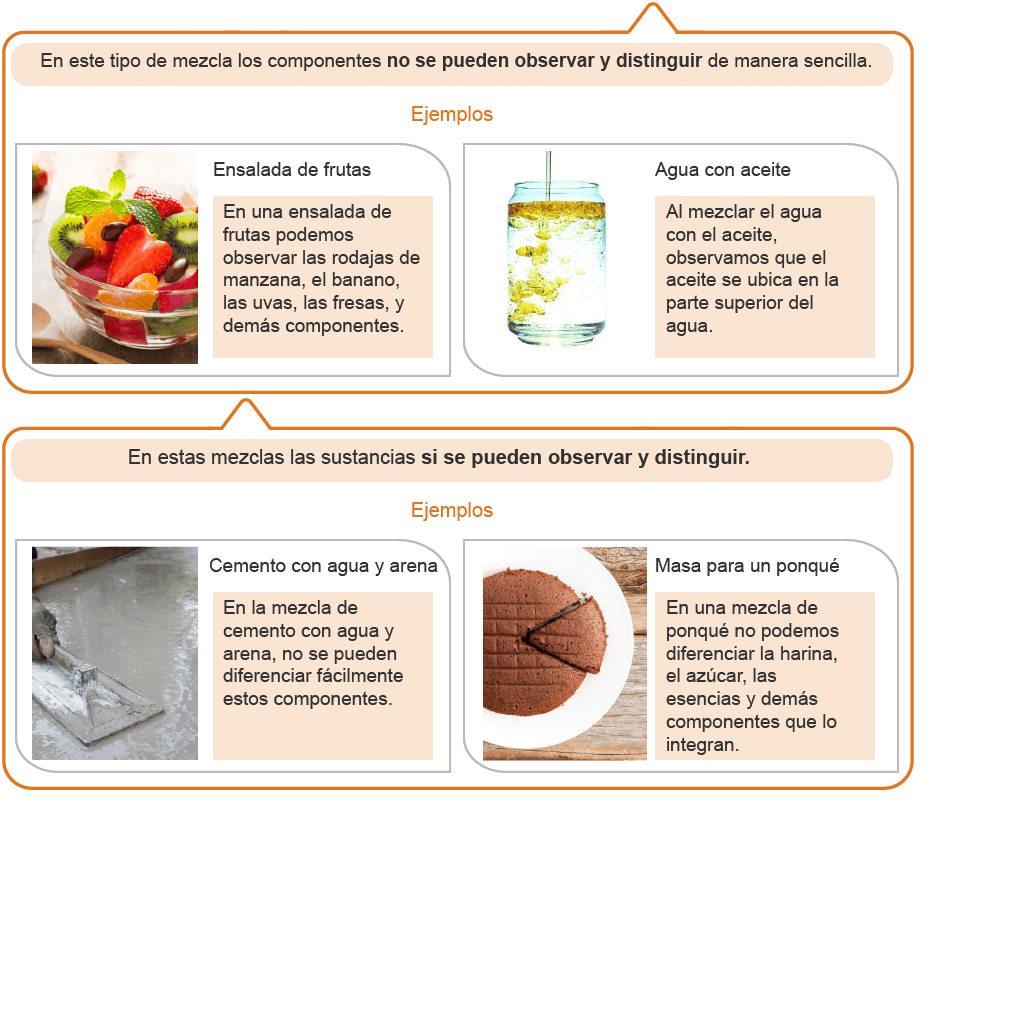 En este tipo de mezcla los componentes no se pueden observar y distinguir de manera sencilla.
Ejemplos
Ensalada de frutas
En una ensalada de
frutas podemos
observar las rodajas de
manzana, el banano,
las uvas, las fresas, y
demás componentes.
Agua con aceite
Al mezclar el agua
con el aceite,
observamos que el
aceite se ubica en la
parte superior del
agua.
En estas mezclas las sustancias si se pueden observar y distinguir.
Ejemplos
Cemento con agua y arena
En la mezcla de
cemento con agua y
arena, no se pueden
diferenciar fácilmente
estos componentes.
Masa para un ponqué
En una mezcla de
ponqué no podemos
diferenciar la harina,
el azúcar, las
esencias y demás
componentes que lo
integran.